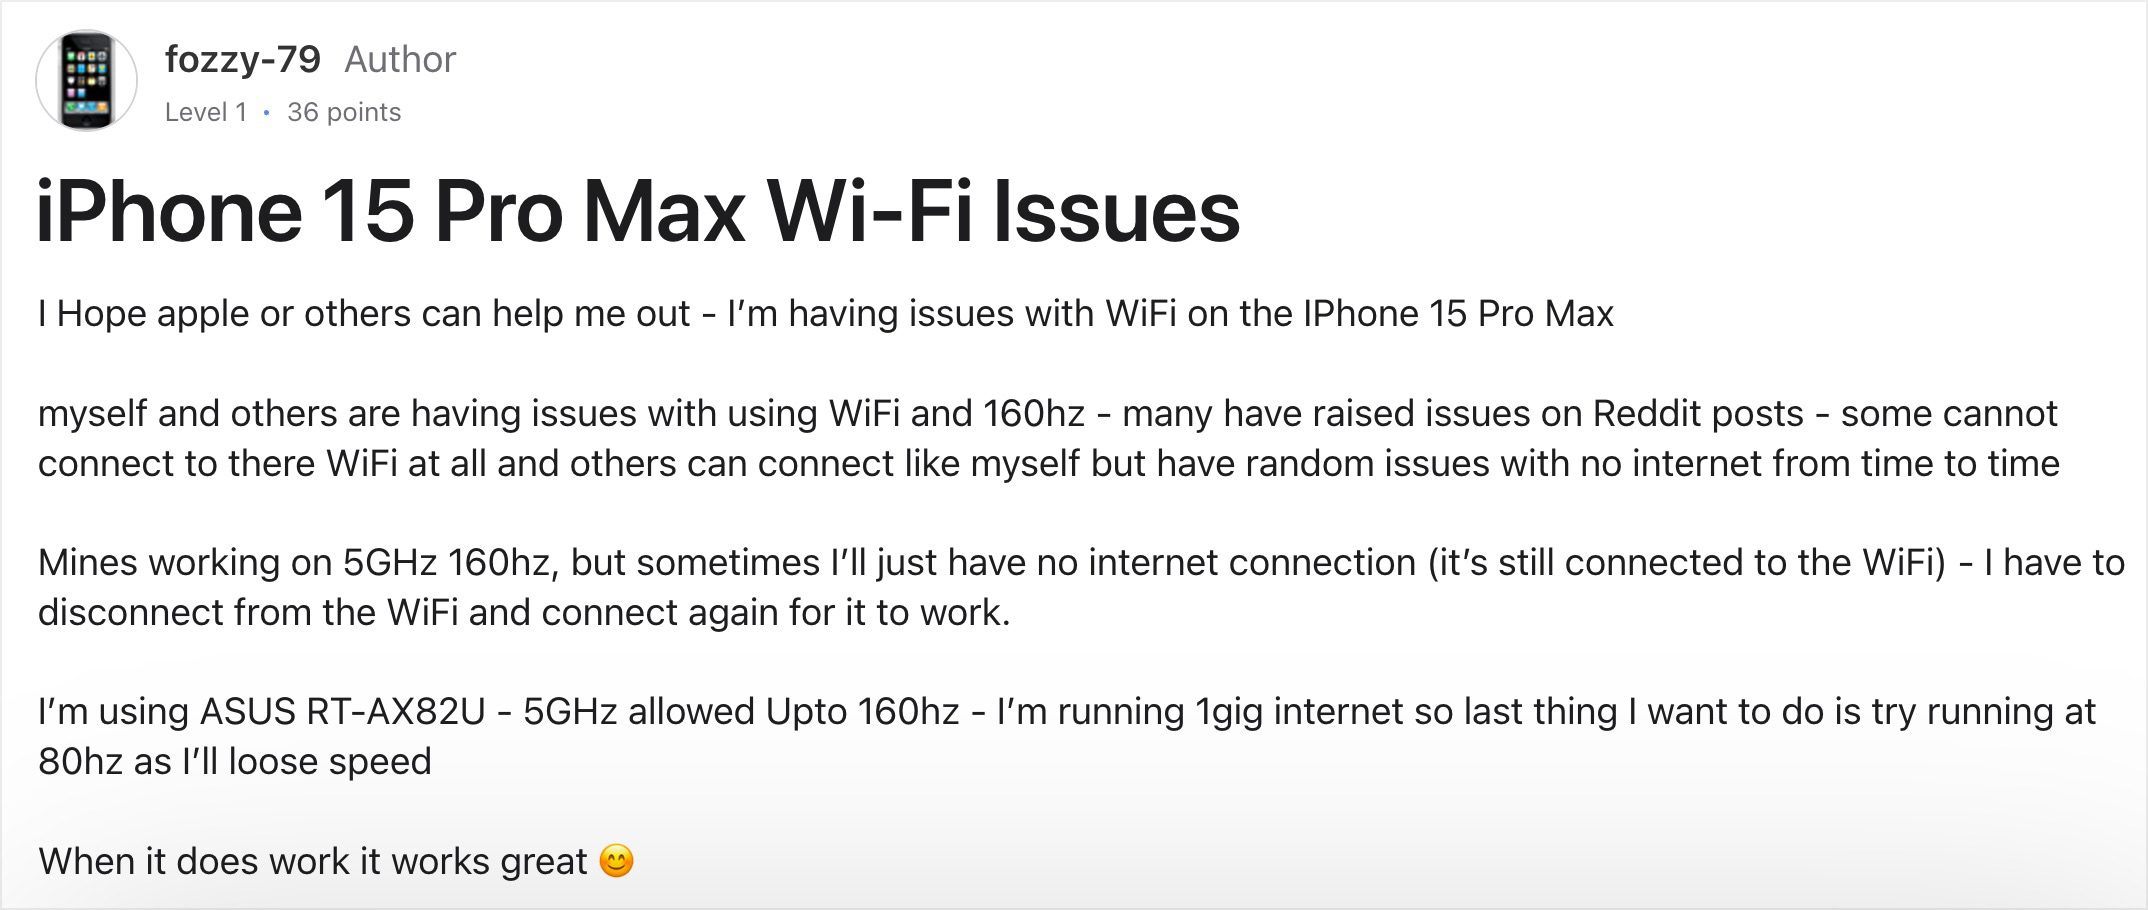 fozzy-79 Author
Level 1 • 36 points
iPhone 15 Pro Max Wi-Fi Issues
I Hope apple or others can help me out - I'm having issues with WiFi on the IPhone 15 Pro Max
myself and others are having issues with using WiFi and 160hz - many have raised issues on Reddit posts - some cannot
connect to there WiFi at all and others can connect like myself but have random issues with no internet from time to time
Mines working on 5GHz 160hz, but sometimes I'll just have no internet connection (it's still connected to the WiFi) - I have to
disconnect from the WiFi and connect again for it to work.
I'm using ASUS RT-AX82U - 5GHz allowed Upto 160hz - I'm running 1gig internet so last thing I want to do is try running at
80hz as I'll loose speed
When it does work it works great 😊